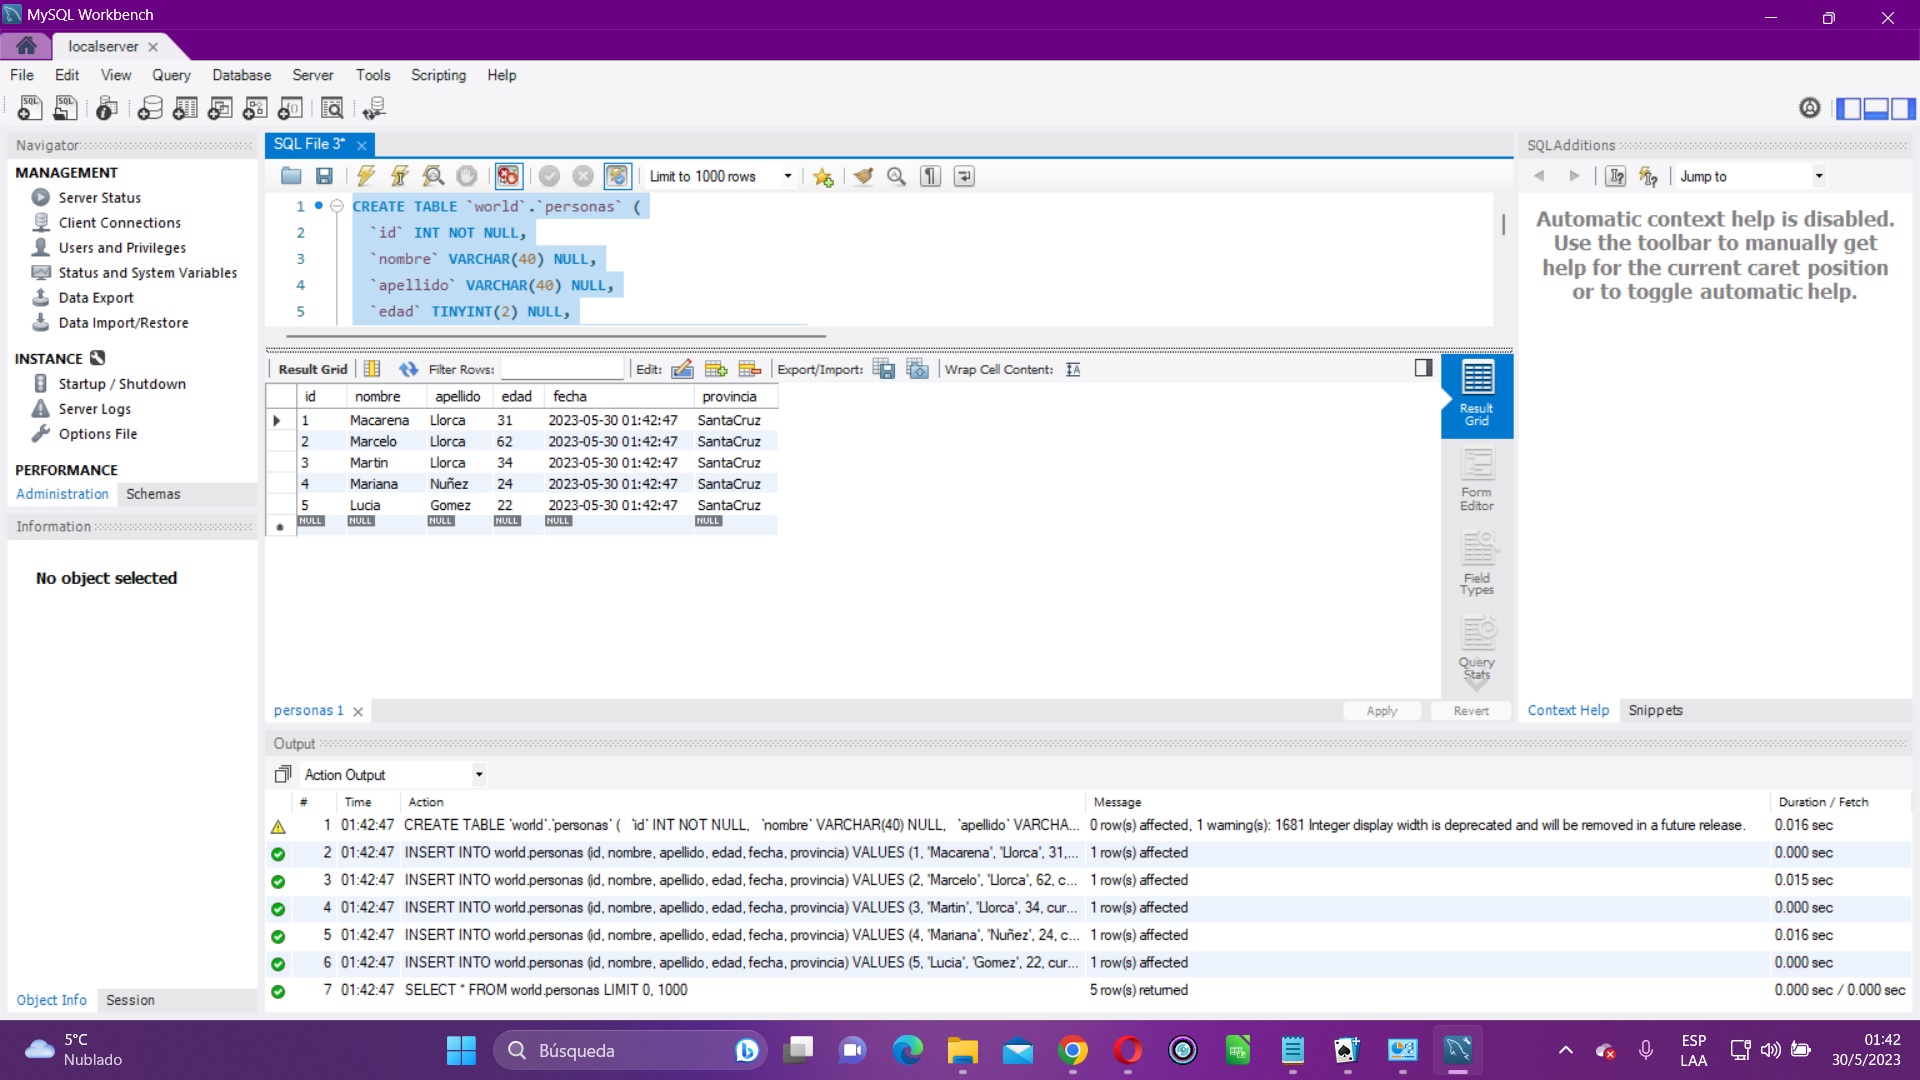 MySQL Workbench
localserver
File Edit View Query Database Server Tools Scripting Help
Navigator
MANAGEMENT
Server Status
Client Connections
Users and Privileges
Status and System Variables
Data Export
Data Import/Restore
INSTANCE
Startup / Shutdown
Server Logs
Options File
PERFORMANCE
Administration Schemas
Information
No object selected
Object Info Session
SQL File 3*
Limit to 1000 rows
1 CREATE TABLE `world`.`personas` (
2 `id` INT NOT NULL,
3 `nombre` VARCHAR(40) NULL,
4 `apellido` VARCHAR(40) NULL,
5 `edad` TINYINT(2) NULL,
Result Grid Filter Rows: Edit: Export/Import: Wrap Cell Content:
id nombre apellido edad fecha provincia
1 Macarena Llorca 31 2023-05-30 01:42:47 SantaCruz
2 Marcelo Llorca 62 2023-05-30 01:42:47 SantaCruz
3 Martin Llorca 34 2023-05-30 01:42:47 SantaCruz
4 Mariana Nuñez 24 2023-05-30 01:42:47 SantaCruz
5 Lucia Gomez 22 2023-05-30 01:42:47 SantaCruz
NULL NULL NULL NULL NULL NULL
Result
Grid
Form
Editor
Field
Types
Query
Stats
personas 1
Apply Revert
SQLAdditions
Jump to
Automatic context help is disabled.
Use the toolbar to manually get
help for the current caret position
or to toggle automatic help.
Context Help Snippets
Output
Action Output
# Time Action Message Duration / Fetch
1 01:42:47 CREATE TABLE `world`.`personas` ( `id` INT NOT NULL, `nombre` VARCHAR(40) NULL, `apellido` VARCHA... 0 row(s) affected, 1 warning(s): 1681 Integer display width is deprecated and will be removed in a future release. 0.016 sec
2 01:42:47 INSERT INTO world.personas (id, nombre, apellido, edad, fecha, provincia) VALUES (1, 'Macarena', 'Llorca', 31,... 1 row(s) affected 0.000 sec
3 01:42:47 INSERT INTO world.personas (id, nombre, apellido, edad, fecha, provincia) VALUES (2, 'Marcelo', 'Llorca', 62, c... 1 row(s) affected 0.015 sec
4 01:42:47 INSERT INTO world.personas (id, nombre, apellido, edad, fecha, provincia) VALUES (3, 'Martin', 'Llorca', 34, cur... 1 row(s) affected 0.000 sec
5 01:42:47 INSERT INTO world.personas (id, nombre, apellido, edad, fecha, provincia) VALUES (4, 'Mariana', 'Nuñez', 24, c... 1 row(s) affected 0.016 sec
6 01:42:47 INSERT INTO world.personas (id, nombre, apellido, edad, fecha, provincia) VALUES (5, 'Lucia', 'Gomez', 22, cur... 1 row(s) affected 0.000 sec
7 01:42:47 SELECT * FROM world.personas LIMIT 0, 1000 5 row(s) returned 0.000 sec / 0.000 sec
5°C
Nublado
Búsqueda
ESP
LAA
01:42
30/5/2023